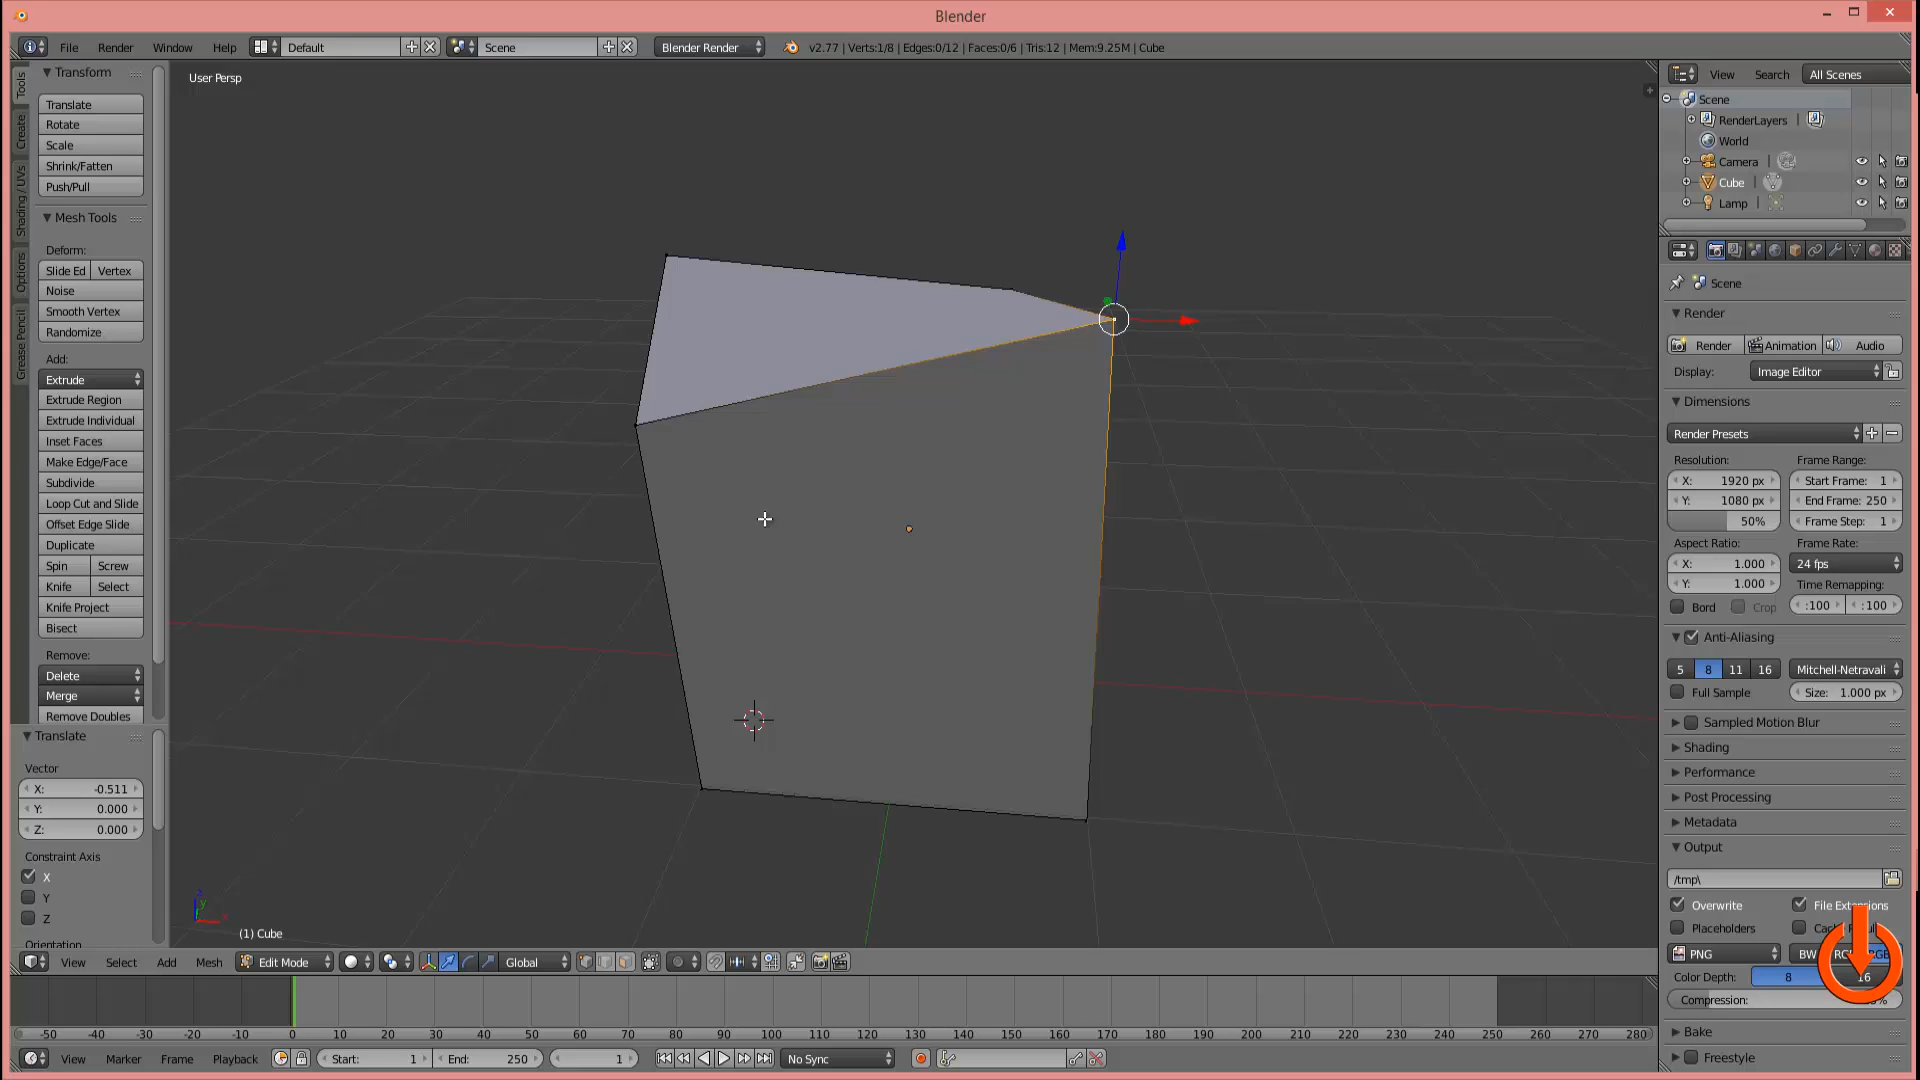 Blender
File Render Window Help Default Scene Blender Render v2.77 | Verts:1/8 | Edges:0/12 | Faces:0/6 | Tris:12 | Mem:9.25M | Cube
Tools
Create
Shading / UVs
Options
Grease Pencil
Transform
Translate
Rotate
Scale
Shrink/Fatten
Push/Pull
Mesh Tools
Deform:
Slide Ed Vertex
Noise
Smooth Vertex
Randomize
Add:
Extrude
Extrude Region
Extrude Individual
Inset Faces
Make Edge/Face
Subdivide
Loop Cut and Slide
Offset Edge Slide
Duplicate
Spin Screw
Knife Select
Knife Project
Bisect
Remove:
Delete
Merge
Remove Doubles
Translate
Vector
X: -0.511
Y: 0.000
Z: 0.000
Constraint Axis
X
Y
Z
Orientation
User Persp
(1) Cube
View Select Add Mesh Edit Mode Global
View Search All Scenes
Scene
RenderLayers |
World
Camera |
Cube |
Lamp |
Scene
Render
Render Animation Audio
Display: Image Editor
Dimensions
Render Presets
Resolution: Frame Range:
X: 1920 px Start Frame: 1
Y: 1080 px End Frame: 250
50% Frame Step: 1
Aspect Ratio: Frame Rate:
X: 1.000 24 fps
Y: 1.000 Time Remapping:
Bord Crop :100 :100
Anti-Aliasing
5 8 11 16 Mitchell-Netravali
Full Sample Size: 1.000 px
Sampled Motion Blur
Shading
Performance
Post Processing
Metadata
Output
/tmp\
Overwrite File Extensions
Placeholders
PNG BW
Color Depth: 8 16
Compression:
Bake
Freestyle
-50 -40 -30 -20 -10 0 10 20 30 40 50 60 70 80 90 100 110 120 130 140 150 160 170 180 190 200 210 220 230 240 250 260 270 280
View Marker Frame Playback Start: 1 End: 250 1 No Sync